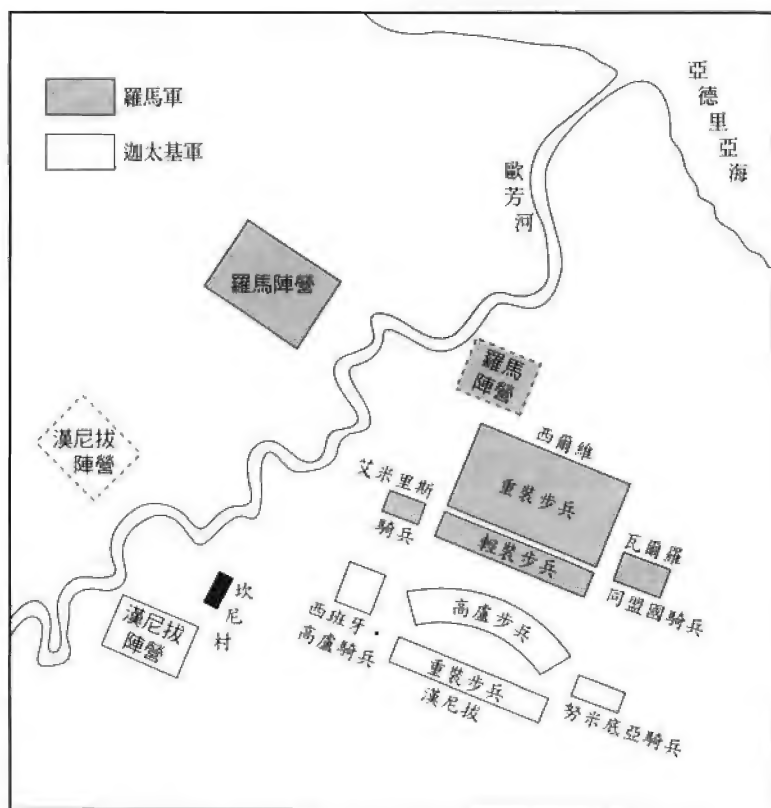 羅馬軍
迦太基軍
亞德里亞海
歐芳河
羅馬陣營
羅馬
陣營
漢尼拔
陣營
西爾維
重裝步兵
艾米里斯
騎兵
輕裝步兵
瓦爾羅
同盟國騎兵
坎尼村
漢尼拔
陣營
西班牙・
高盧騎兵
高盧步兵
重裝步兵
漢尼拔
努米底亞騎兵